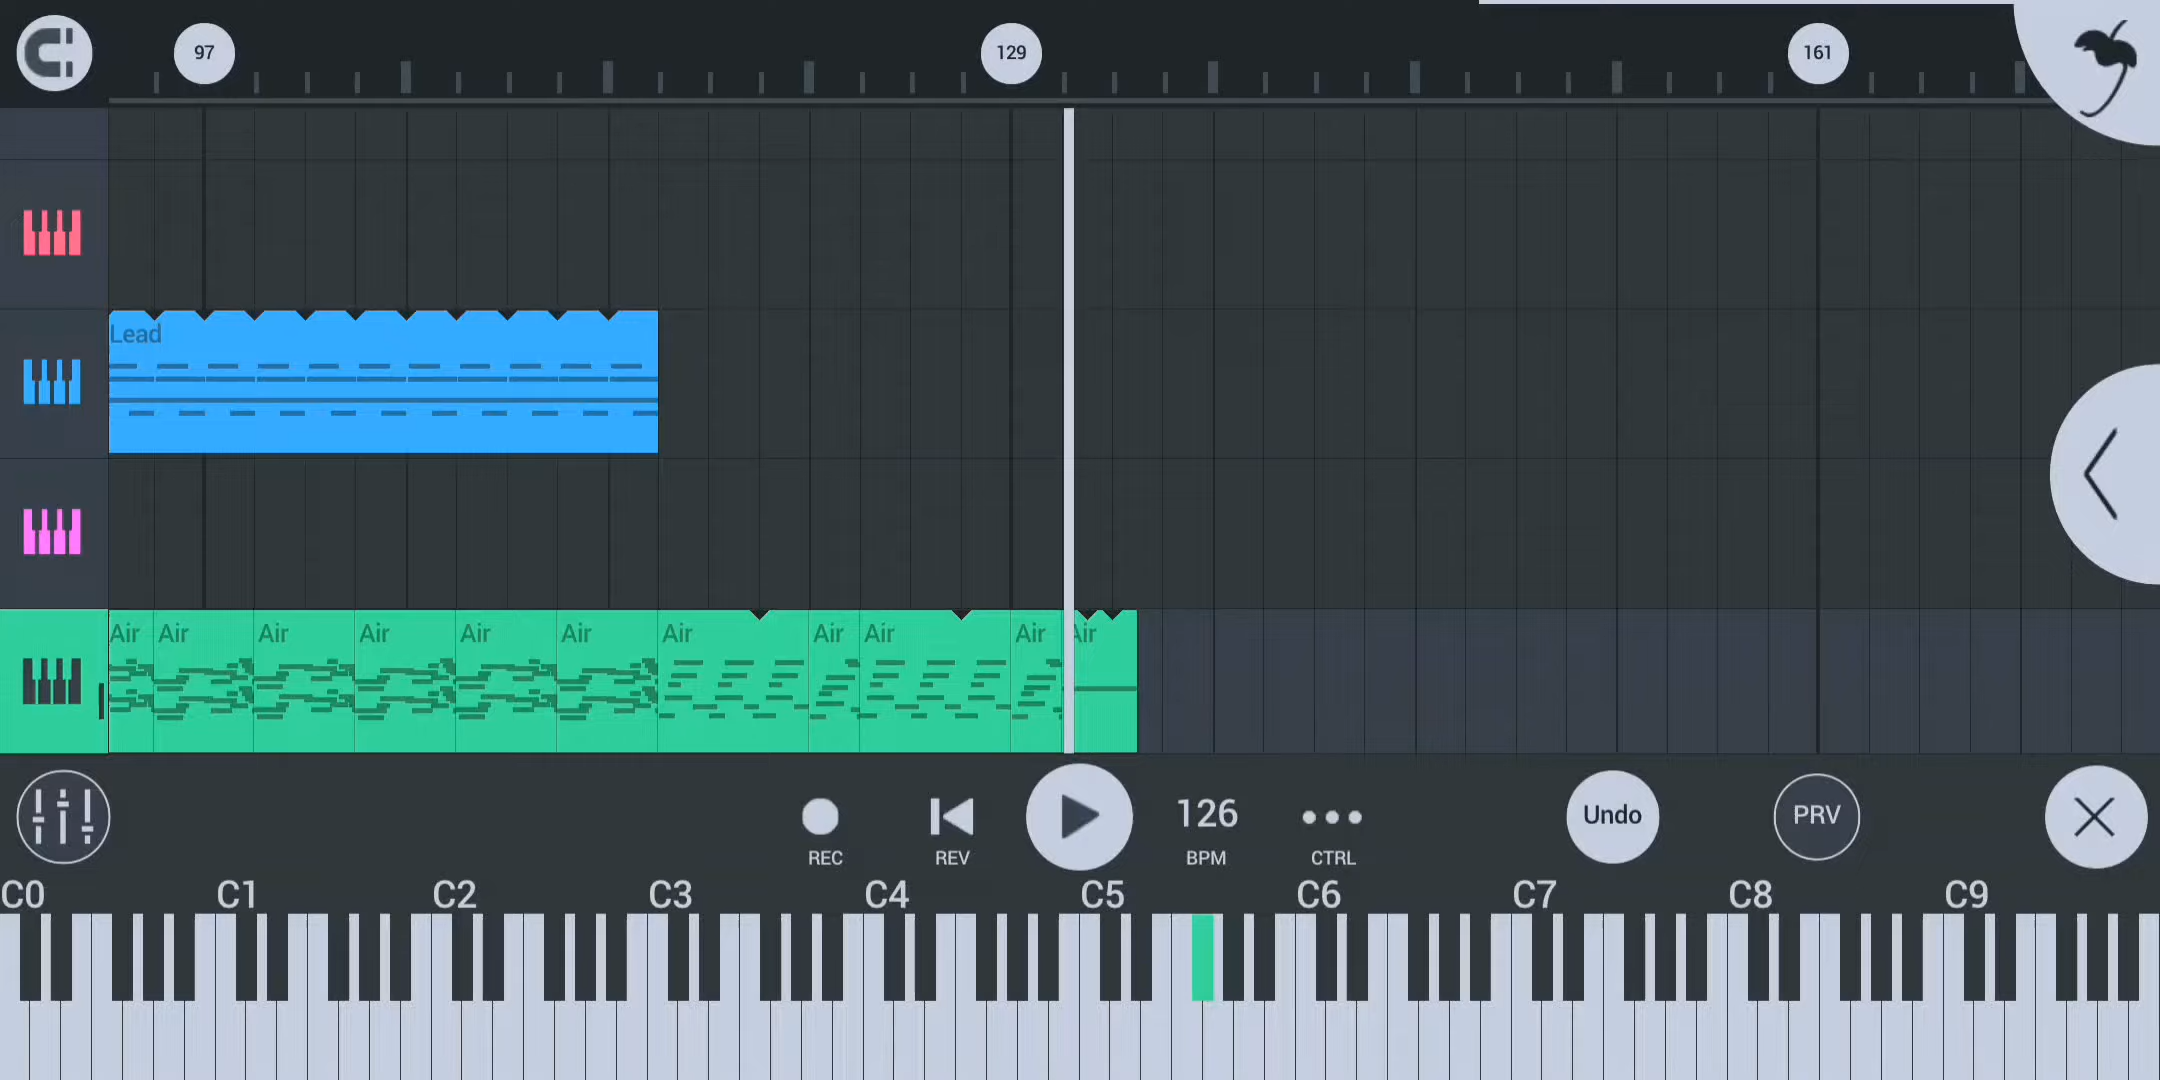 97 129 161
Lead
Air Air Air Air Air Air Air Air Air Air Air
126 Undo PRV
REC REV BPM CTRL
C0 C1 C2 C3 C4 C5 C6 C7 C8 C9